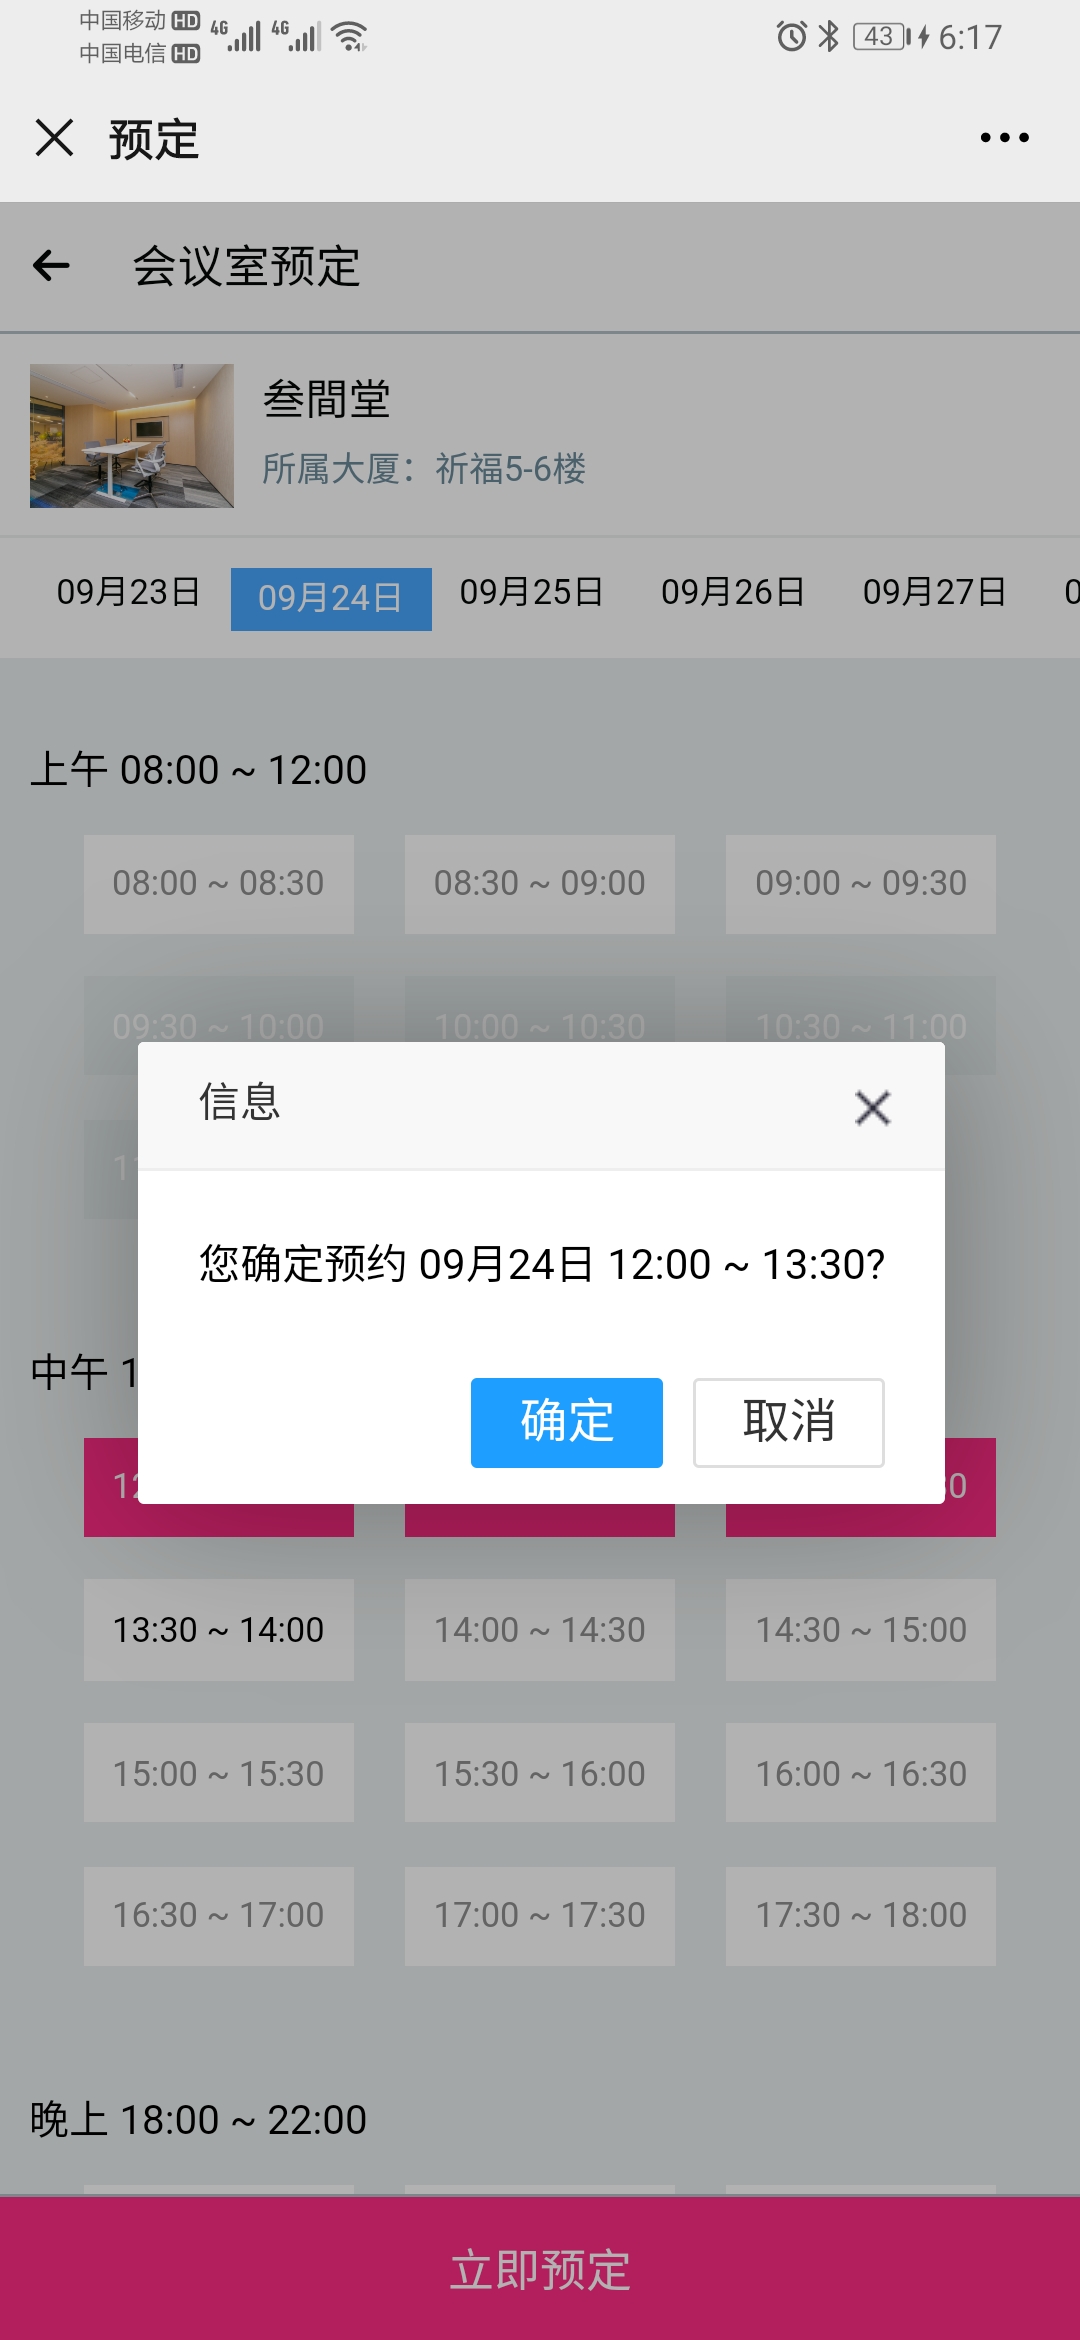 中国移动 HD 4G 4G 43 6:17
中国电信 HD
预定
会议室预定
叁間堂
所属大厦：祈福5-6楼
09月23日 09月24日 09月25日 09月26日 09月27日 0
上午 08:00 ~ 12:00
08:00 ~ 08:30 08:30 ~ 09:00 09:00 ~ 09:30
09:30 ~ 10:00 10:00 ~ 10:30 10:30 ~ 11:00
信息
1
您确定预约 09月24日 12:00 ~ 13:30?
中午 1
确定 取消
12 30
13:30 ~ 14:00 14:00 ~ 14:30 14:30 ~ 15:00
15:00 ~ 15:30 15:30 ~ 16:00 16:00 ~ 16:30
16:30 ~ 17:00 17:00 ~ 17:30 17:30 ~ 18:00
晚上 18:00 ~ 22:00
立即预定